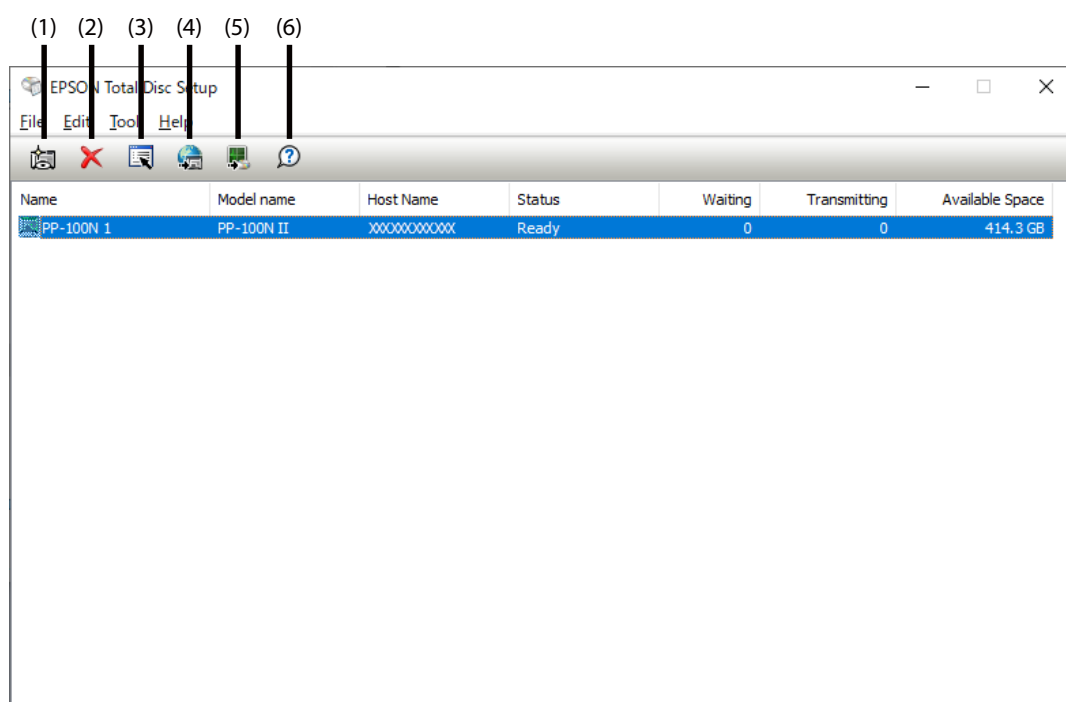 (1) (2) (3) (4) (5) (6)
EPSON Total Disc Setup
File Edit Tool Help
Name Model name Host Name Status Waiting Transmitting Available Space
PP-100N 1 PP-100N II XXXXXXXXXXX Ready 0 0 414.3 GB